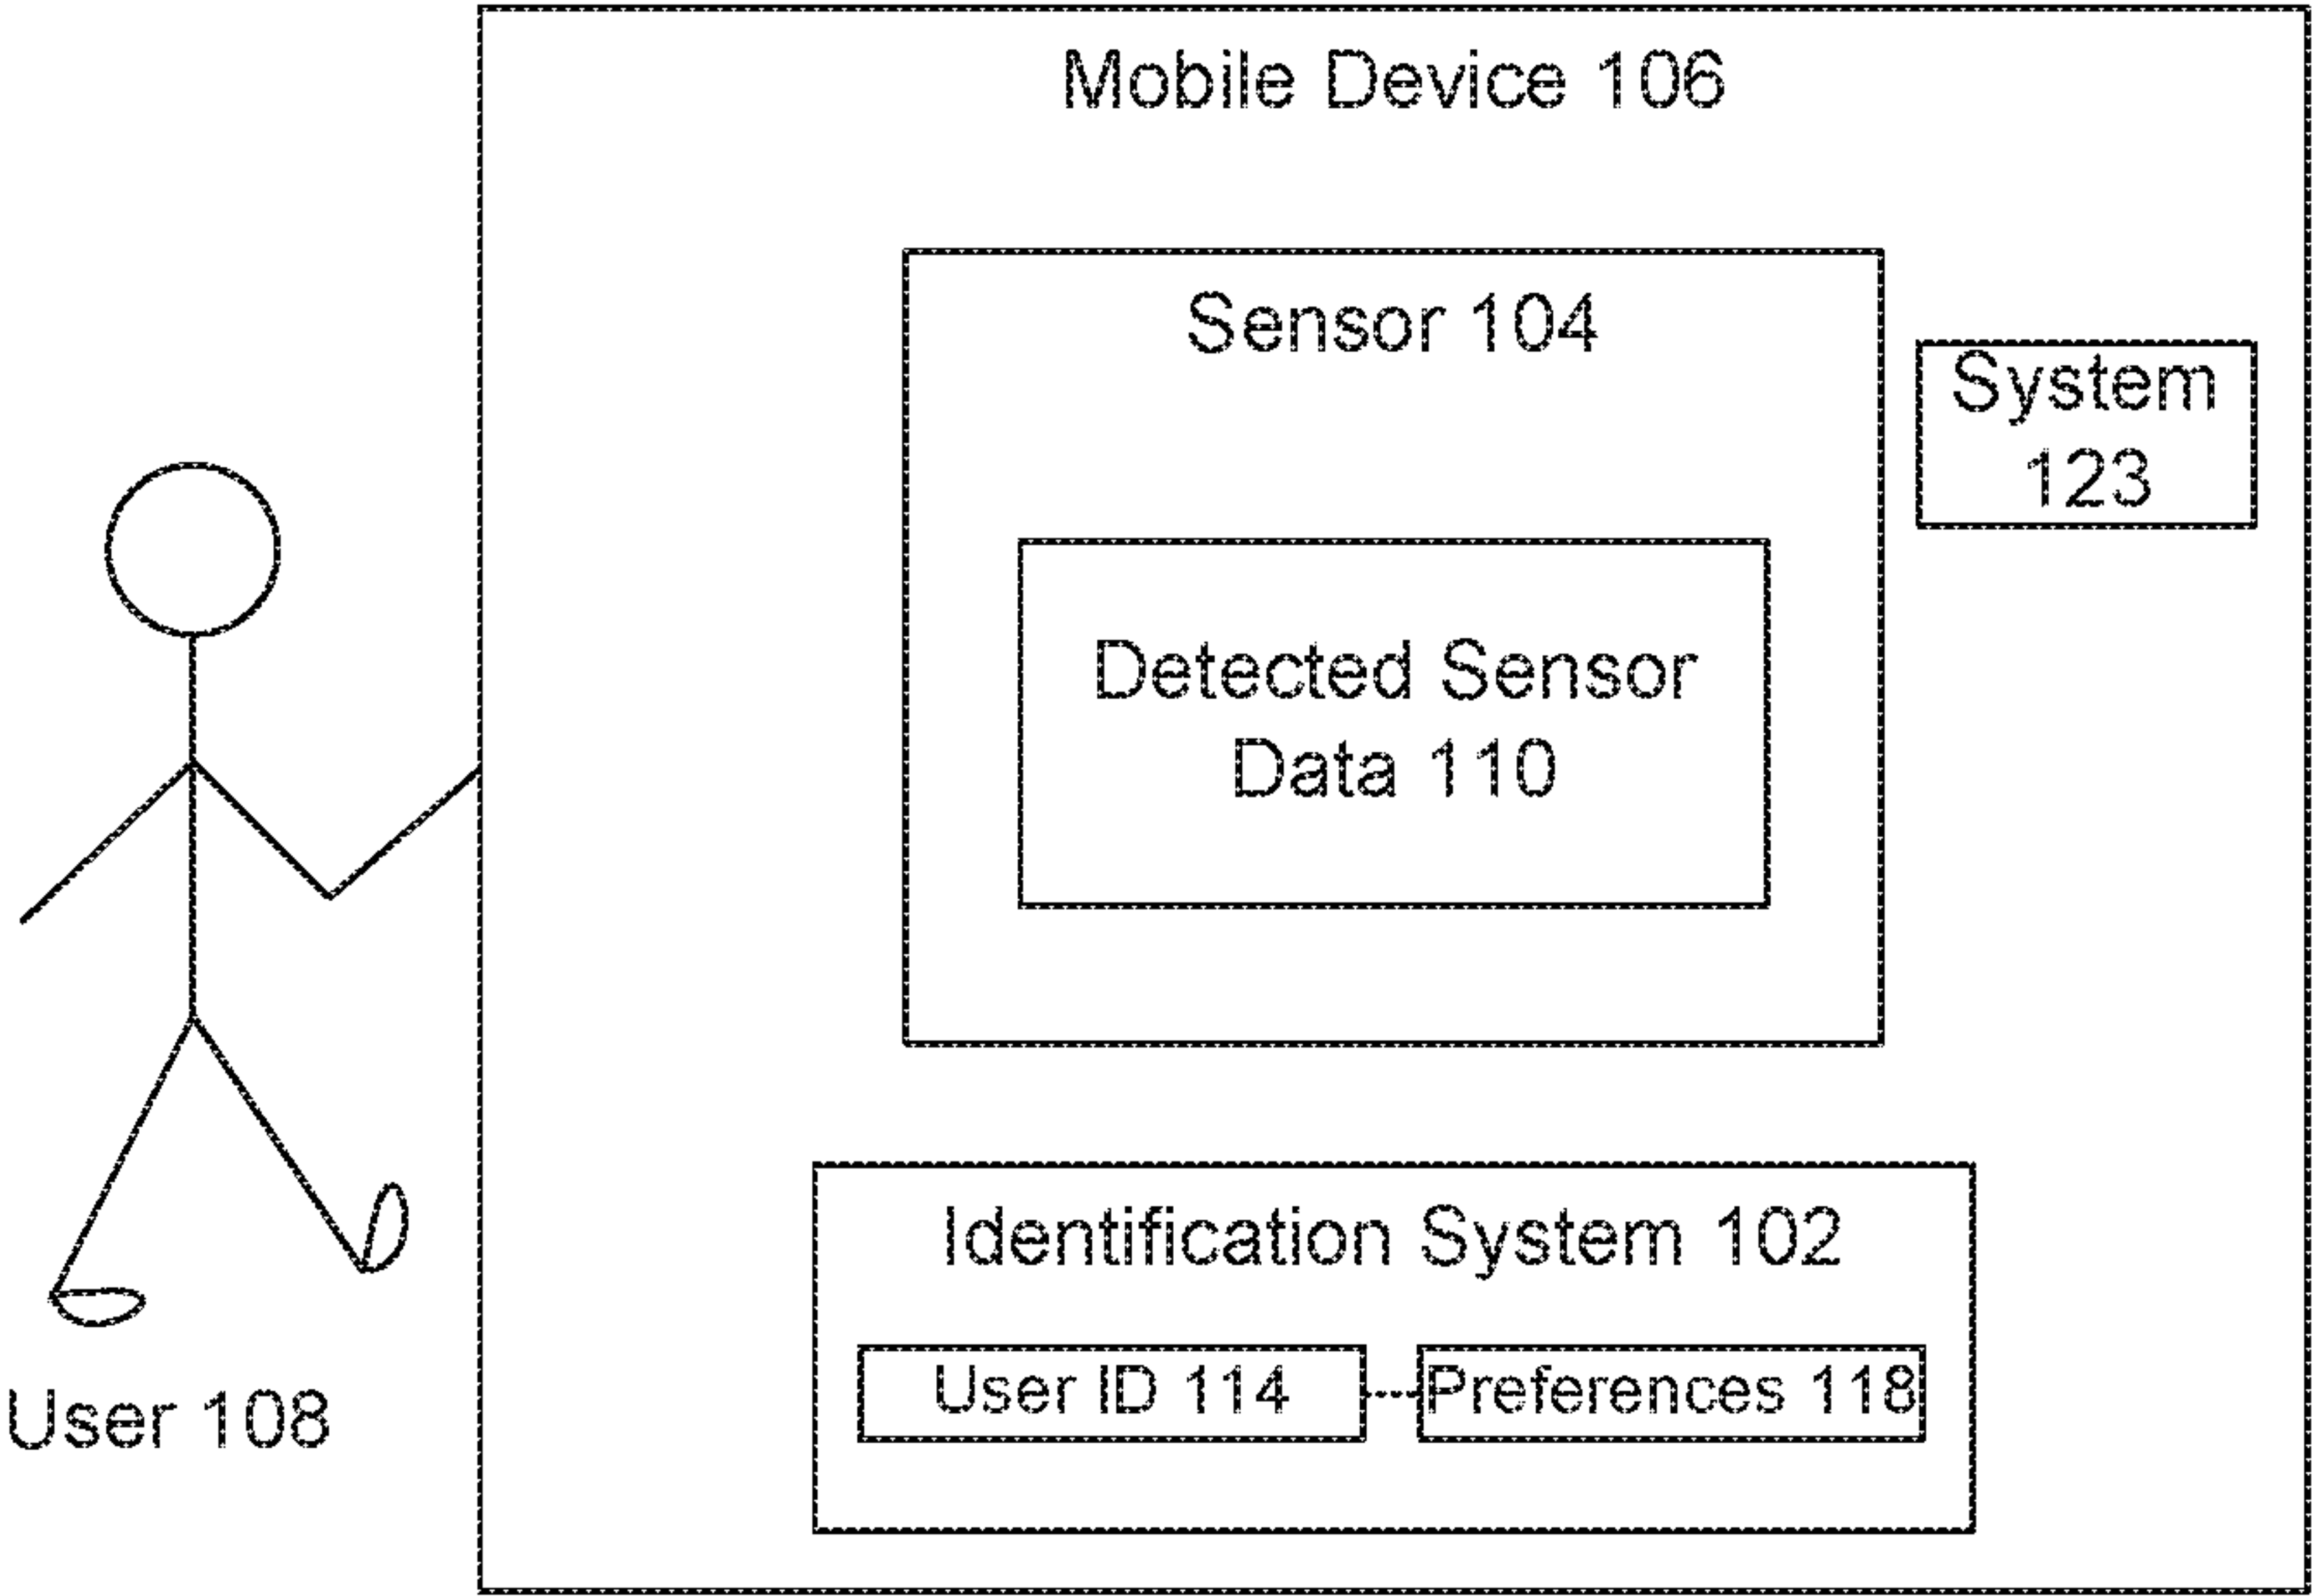 Mobile Device 106
Sensor 104
System
123
Detected Sensor
Data 110
Identification System 102
User ID 114
Preferences 118
User 108